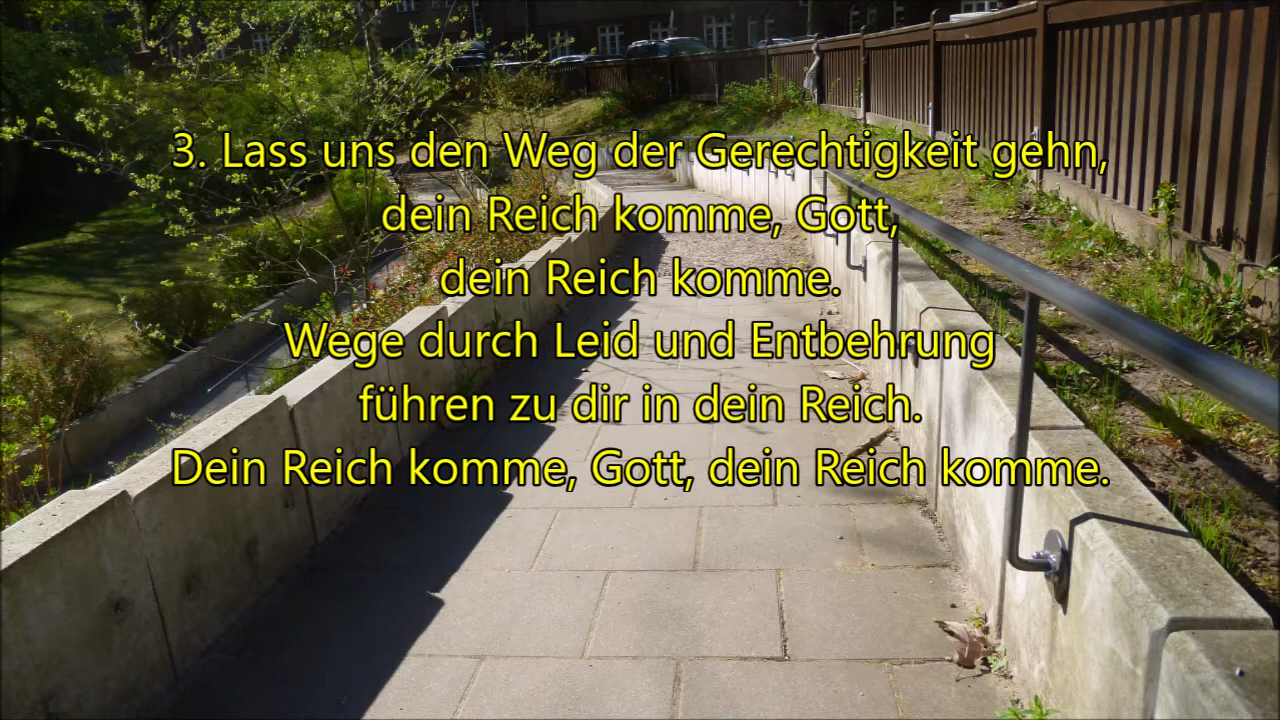 3. Lass uns den Weg der Gerechtigkeit gehn,
dein Reich komme, Gott,
dein Reich komme.
Wege durch Leid und Entbehrung
führen zu dir in dein Reich.
Dein Reich komme, Gott, dein Reich komme.